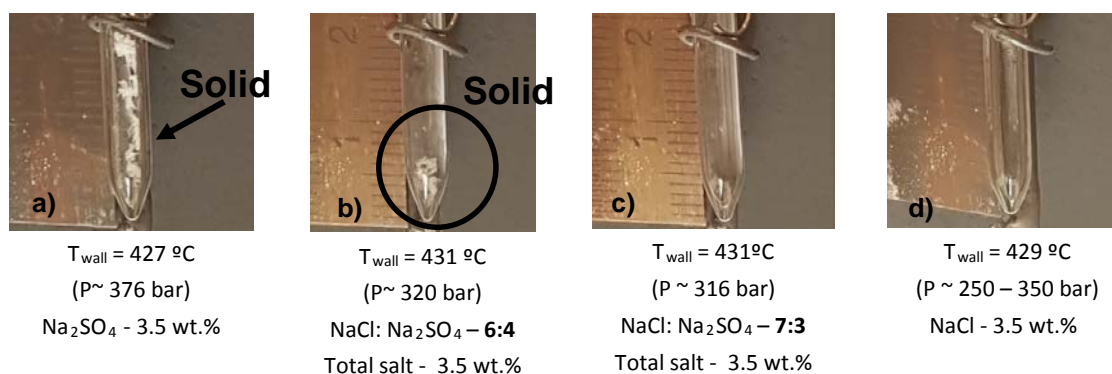 Solid
a)
T wall = 427 ºC
(P~ 376 bar)
Na2SO4 - 3.5 wt.%
Solid
b)
T wall = 431 ºC
(P~ 320 bar)
NaCl: Na2SO4 – 6:4
Total salt - 3.5 wt.%
2
c)
T wall = 431ºC
(P ~ 316 bar)
NaCl: Na2SO4 – 7:3
Total salt - 3.5 wt.%
d)
T wall = 429 ºC
(P ~ 250 – 350 bar)
NaCl - 3.5 wt.%